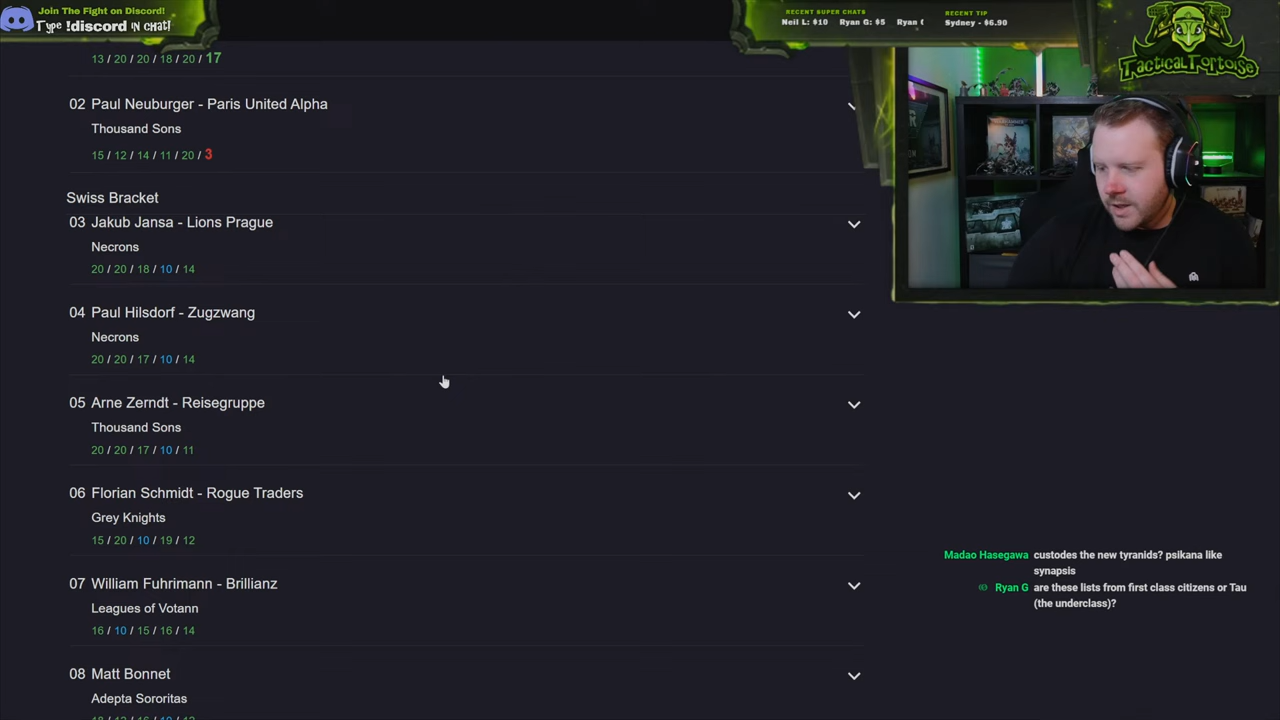 Join The Fight on Discord!
Type !discord in chat!
RECENT SUPER CHATS
Neil L: $10 Ryan G: $5 Ryan
RECENT TIP
Sydney - $6.90
TacticalTortoise
13 / 20 / 20 / 18 / 20 / 17
02 Paul Neuburger - Paris United Alpha
Thousand Sons
15 / 12 / 14 / 11 / 20 / 3
Swiss Bracket
03 Jakub Jansa - Lions Prague
Necrons
20 / 20 / 18 / 10 / 14
04 Paul Hilsdorf - Zugzwang
Necrons
20 / 20 / 17 / 10 / 14
05 Arne Zerndt - Reisegruppe
Thousand Sons
20 / 20 / 17 / 10 / 11
06 Florian Schmidt - Rogue Traders
Grey Knights
15 / 20 / 10 / 19 / 12
07 William Fuhrimann - Brillianz
Leagues of Votann
16 / 10 / 15 / 16 / 14
08 Matt Bonnet
Adepta Sororitas
Madao Hasegawa custodes the new tyranids? psikana like
synapsis
Ryan G are these lists from first class citizens or Tau
(the underclass)?